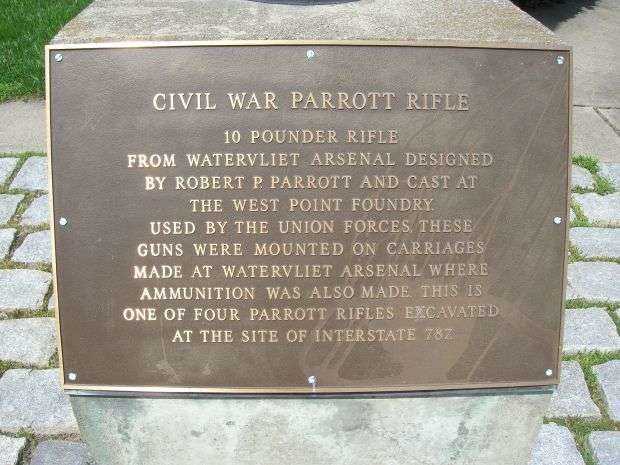 CIVIL WAR PARROTT RIFLE
10 POUNDER RIFLE
FROM WATERVLIET ARSENAL DESIGNED
BY ROBERT P. PARROTT AND CAST AT
THE WEST POINT FOUNDRY.
USED BY THE UNION FORCES, THESE
GUNS WERE MOUNTED ON CARRIAGES
MADE AT WATERVLIET ARSENAL, WHERE
AMMUNITION WAS ALSO MADE. THIS IS
ONE OF FOUR PARROTT RIFLES EXCAVATED
AT THE SITE OF INTERSTATE 787.